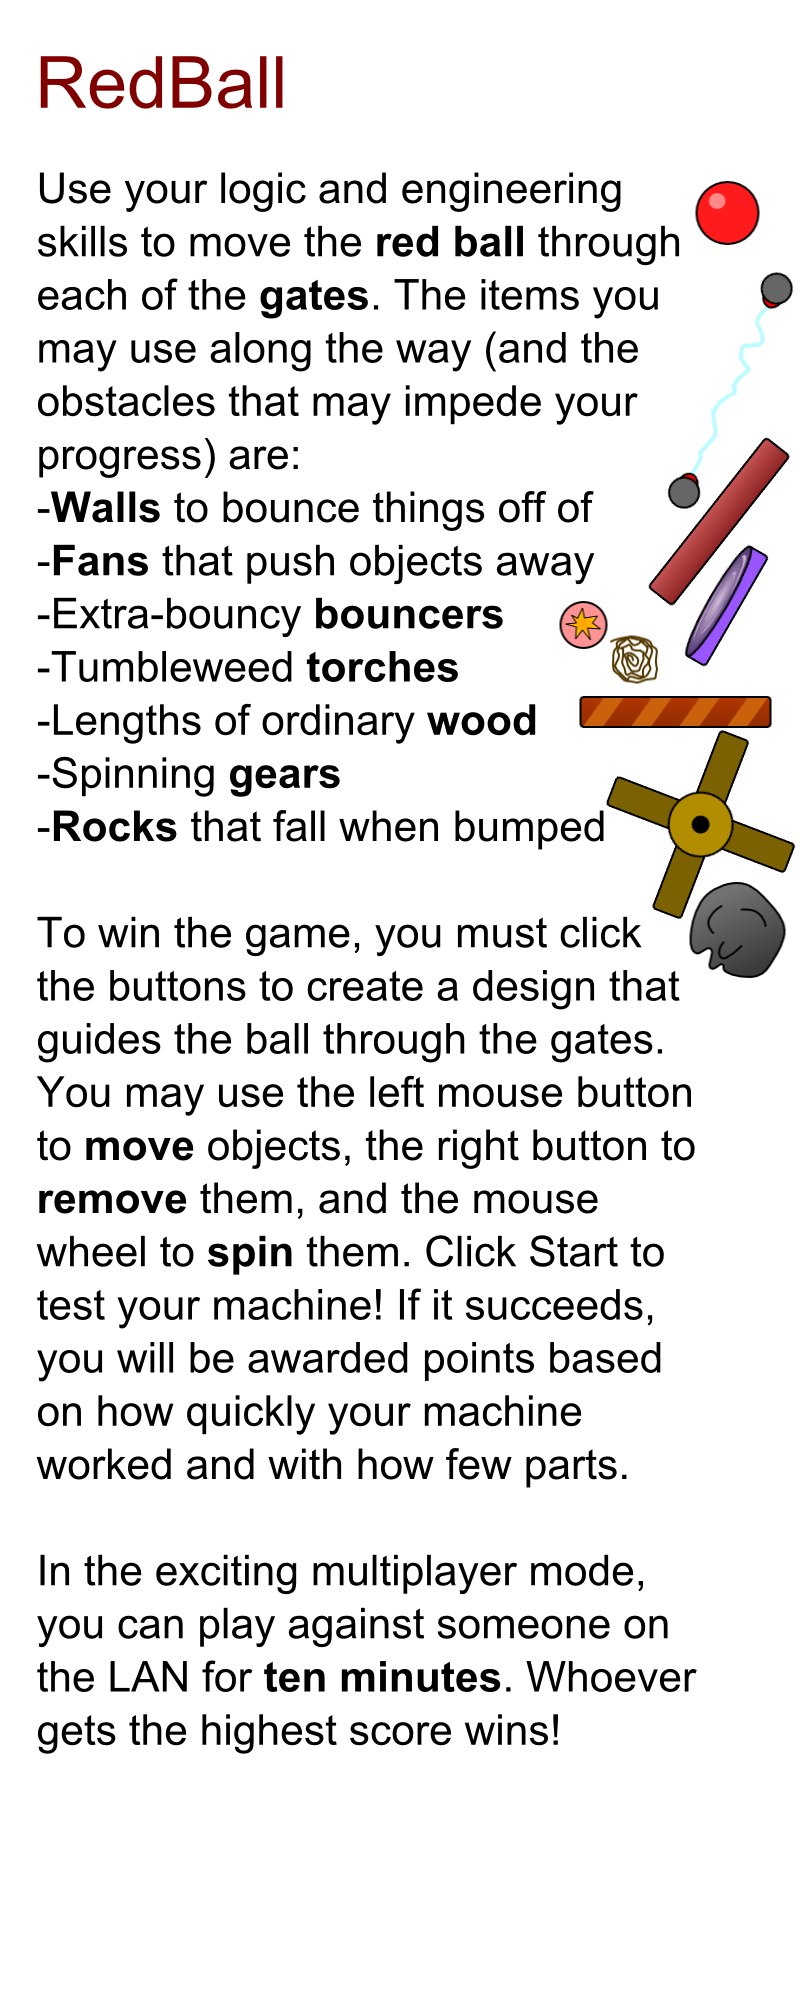 RedBall
Use your logic and engineering
skills to move the red ball through
each of the gates. The items you
may use along the way (and the
obstacles that may impede your
progress) are:
-Walls to bounce things off of
-Fans that push objects away
-Extra-bouncy bouncers
-Tumbleweed torches
-Lengths of ordinary wood
-Spinning gears
-Rocks that fall when bumped
To win the game, you must click
the buttons to create a design that
guides the ball through the gates.
You may use the left mouse button
to move objects, the right button to
remove them, and the mouse
wheel to spin them. Click Start to
test your machine! If it succeeds,
you will be awarded points based
on how quickly your machine
worked and with how few parts.
In the exciting multiplayer mode,
you can play against someone on
the LAN for ten minutes. Whoever
gets the highest score wins!